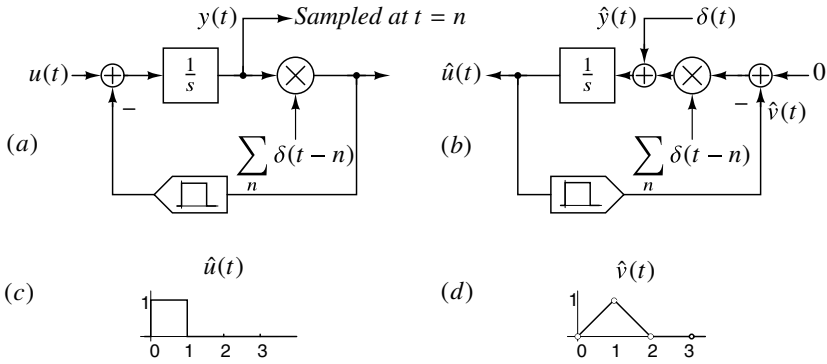 y(t) Sampled at t = n
u(t) + 1/s ×
−
(a)
∑ δ(t − n)
n
ŷ(t) δ(t)
û(t) 1/s + × + 0
− v̂(t)
(b)
∑ δ(t − n)
n
(c) û(t)
1
0 1 2 3
(d) v̂(t)
1
0 1 2 3